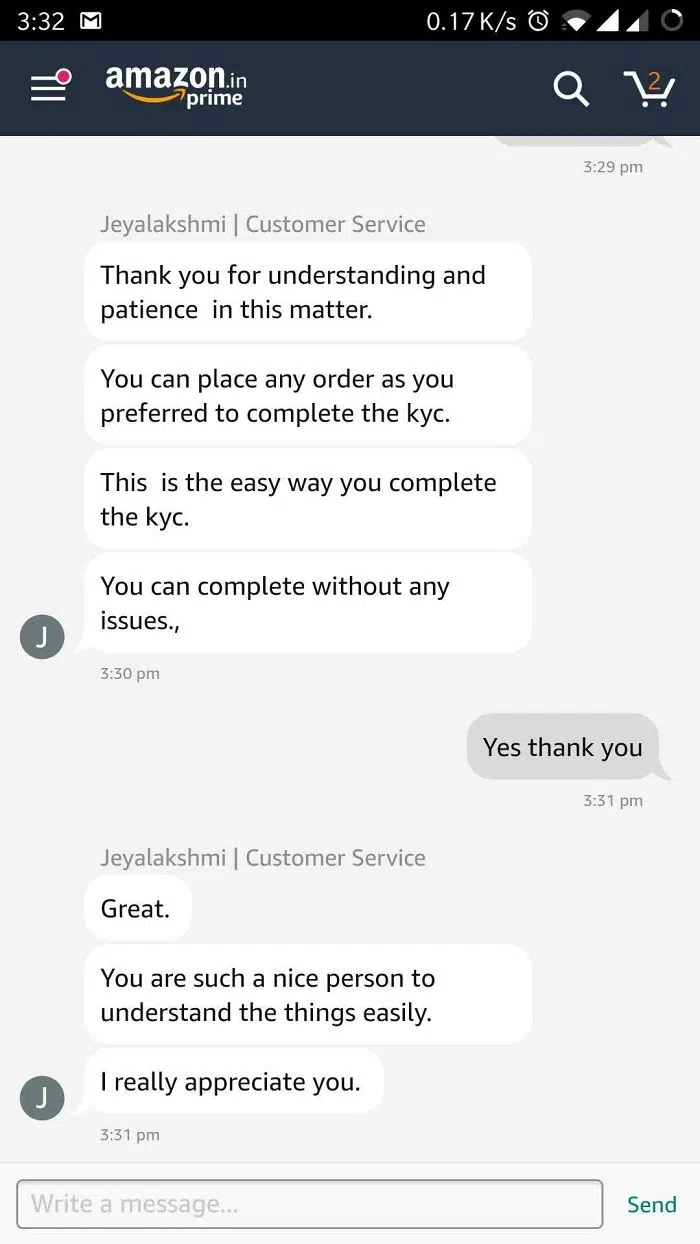 3:32 0.17 K/s
amazon.in
prime
2
3:29 pm
Jeyalakshmi | Customer Service
Thank you for understanding and
patience  in this matter.
You can place any order as you
preferred to complete the kyc.
This  is the easy way you complete
the kyc.
You can complete without any
issues.,
J
3:30 pm
Yes thank you
3:31 pm
Jeyalakshmi | Customer Service
Great.
You are such a nice person to
understand the things easily.
I really appreciate you.
J
3:31 pm
Write a message... Send